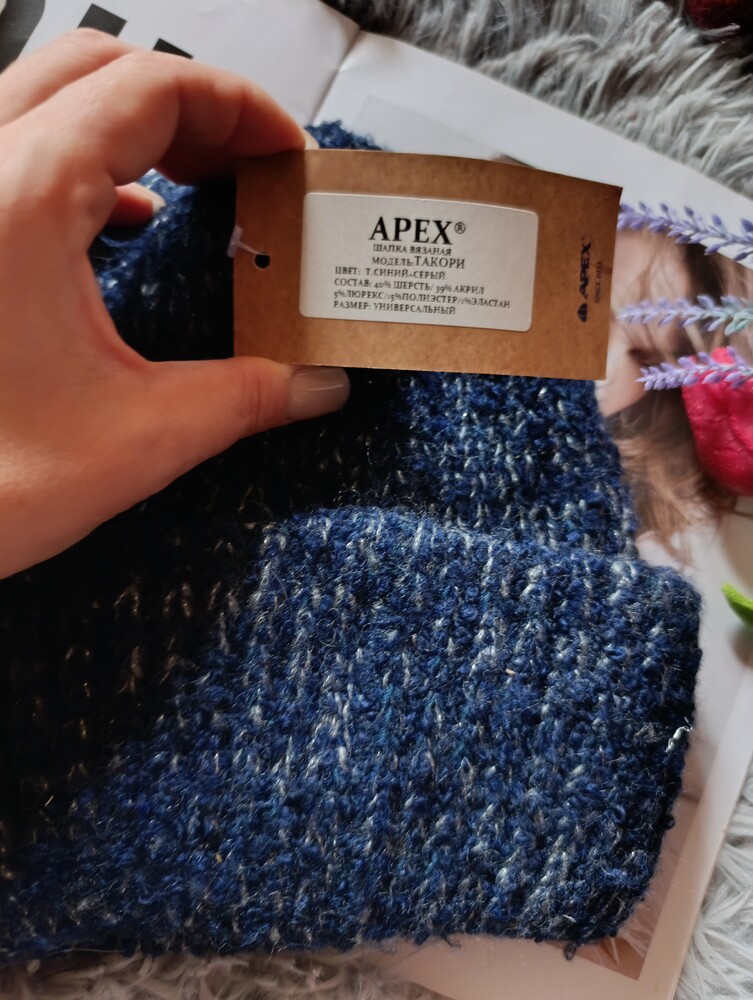 APEX®
ШАПКА ВЯЗАНАЯ
МОДЕЛЬ:ТАКОРИ
ЦВЕТ: Т.СИНИЙ+СЕРЫЙ
СОСТАВ: 40% ШЕРСТЬ/ 39% АКРИЛ
5%ЛЮРЕКС/15%ПОЛИЭСТЕР/1%ЭЛАСТАН
РАЗМЕР: УНИВЕРСАЛЬНЫЙ
APEX